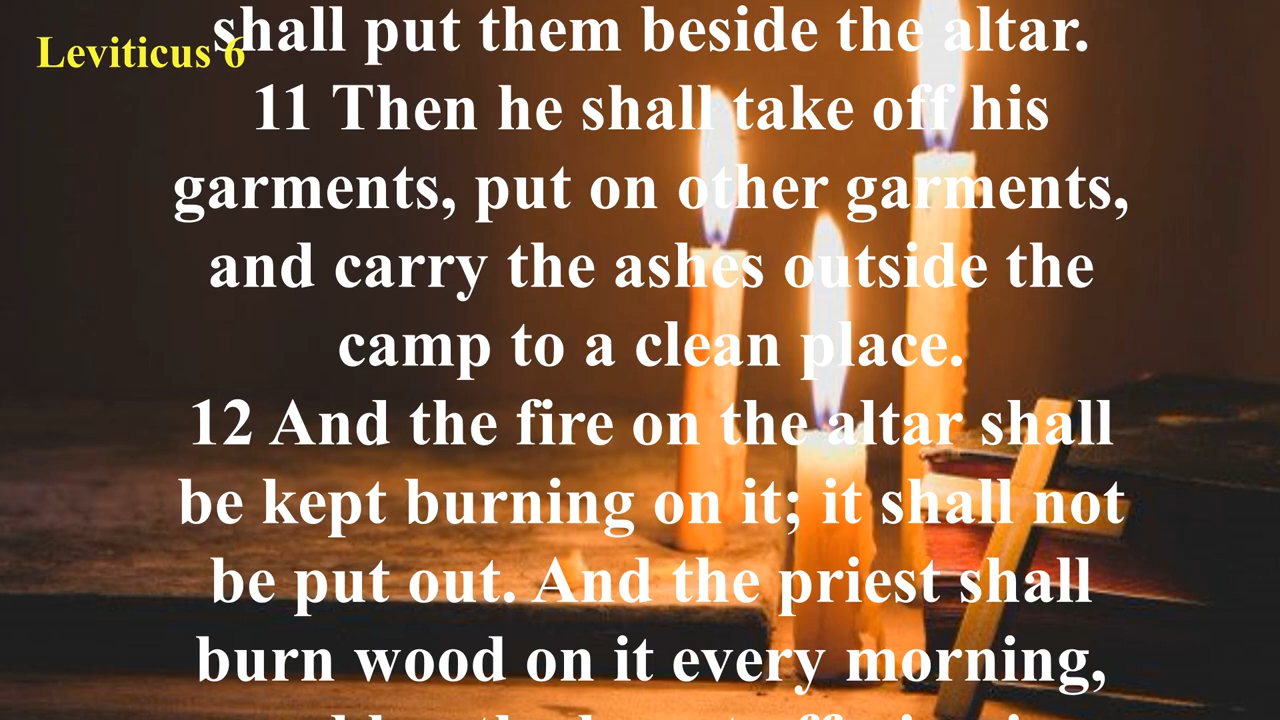 Leviticus 6
shall put them beside the altar.
11 Then he shall take off his
garments, put on other garments,
and carry the ashes outside the
camp to a clean place.
12 And the fire on the altar shall
be kept burning on it; it shall not
be put out. And the priest shall
burn wood on it every morning,